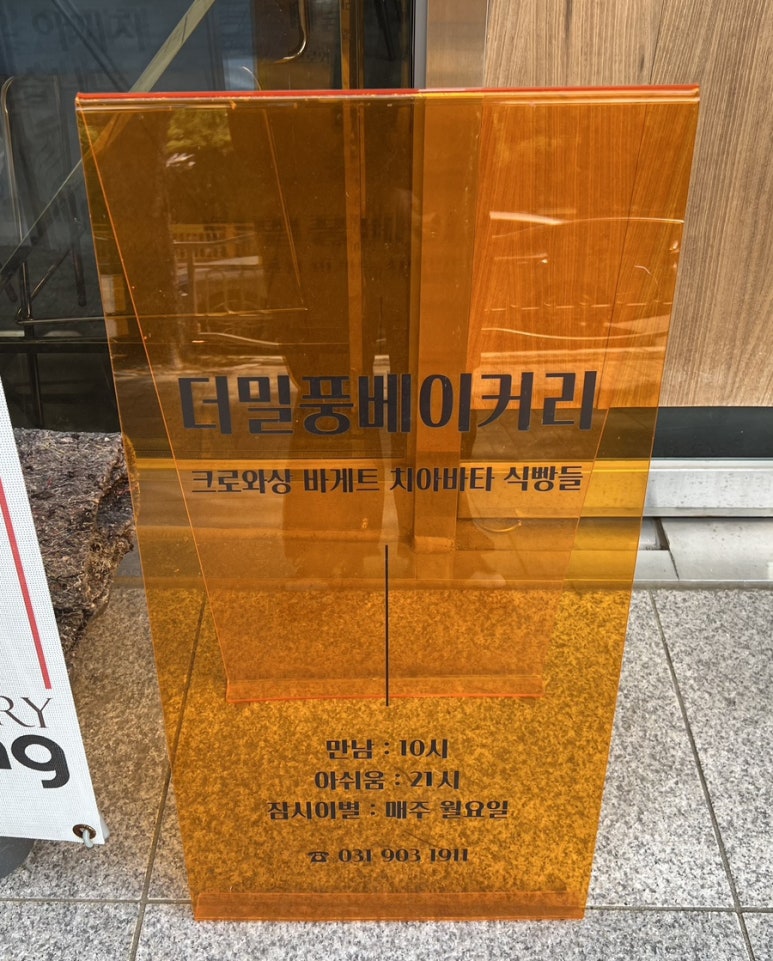 더밀풍베이커리
크로와상 바게트 치아바타 식빵들
만남 : 10시
아쉬움 : 21시
잠시이별 : 매주 월요일
☎ 031 903 1911
RY
ng